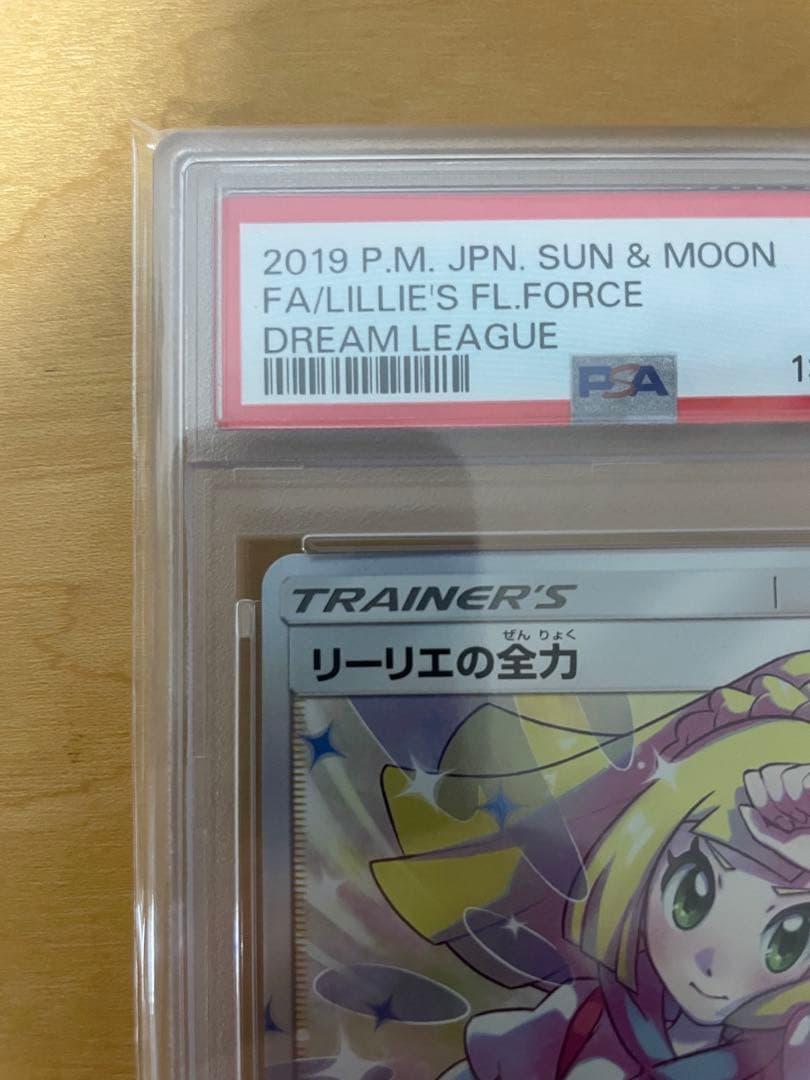 2019 P.M. JPN. SUN & MOON
FA/LILLIE'S FL.FORCE
DREAM LEAGUE
PSA
TRAINER'S
ぜん りょく
リーリエの全力